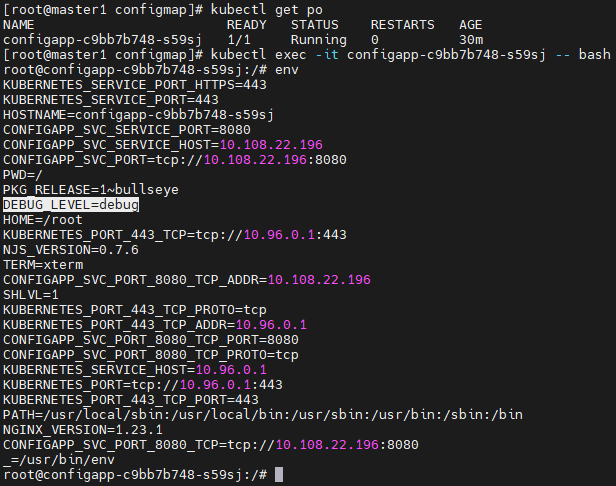 [root@master1 configmap]# kubectl get po
NAME                        READY   STATUS    RESTARTS   AGE
configapp-c9bb7b748-s59sj   1/1     Running   0          30m
[root@master1 configmap]# kubectl exec -it configapp-c9bb7b748-s59sj -- bash
root@configapp-c9bb7b748-s59sj:/# env
KUBERNETES_SERVICE_PORT_HTTPS=443
KUBERNETES_SERVICE_PORT=443
HOSTNAME=configapp-c9bb7b748-s59sj
CONFIGAPP_SVC_SERVICE_PORT=8080
CONFIGAPP_SVC_SERVICE_HOST=10.108.22.196
CONFIGAPP_SVC_PORT=tcp://10.108.22.196:8080
PWD=/
PKG_RELEASE=1~bullseye
DEBUG_LEVEL=debug
HOME=/root
KUBERNETES_PORT_443_TCP=tcp://10.96.0.1:443
NJS_VERSION=0.7.6
TERM=xterm
CONFIGAPP_SVC_PORT_8080_TCP_ADDR=10.108.22.196
SHLVL=1
KUBERNETES_PORT_443_TCP_PROTO=tcp
KUBERNETES_PORT_443_TCP_ADDR=10.96.0.1
CONFIGAPP_SVC_PORT_8080_TCP_PORT=8080
CONFIGAPP_SVC_PORT_8080_TCP_PROTO=tcp
KUBERNETES_SERVICE_HOST=10.96.0.1
KUBERNETES_PORT=tcp://10.96.0.1:443
KUBERNETES_PORT_443_TCP_PORT=443
PATH=/usr/local/sbin:/usr/local/bin:/usr/sbin:/usr/bin:/sbin:/bin
NGINX_VERSION=1.23.1
CONFIGAPP_SVC_PORT_8080_TCP=tcp://10.108.22.196:8080
_=/usr/bin/env
root@configapp-c9bb7b748-s59sj:/#